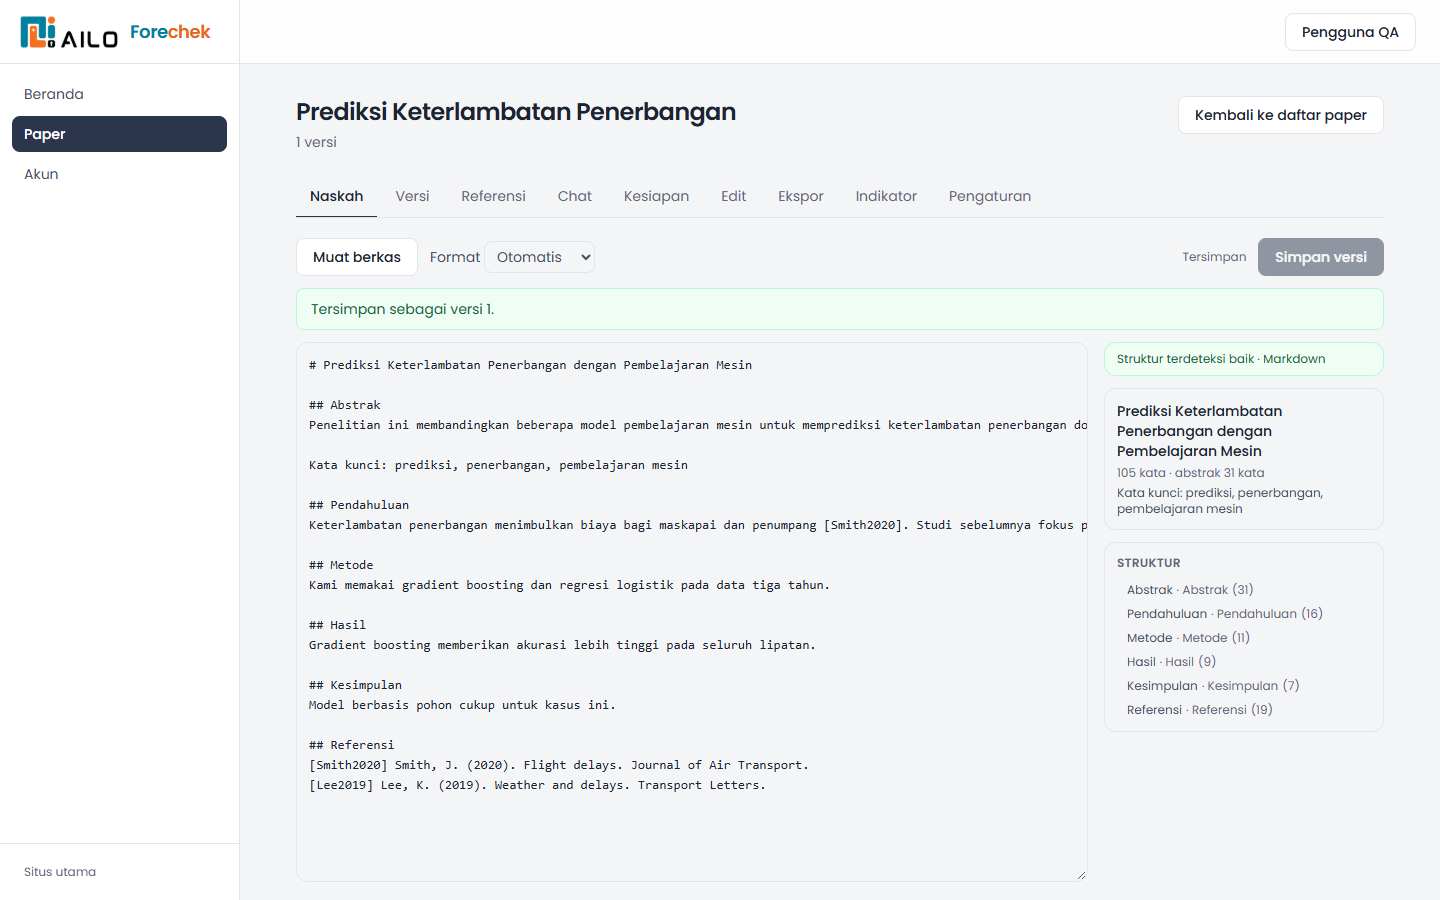 AILO Forechek
Pengguna QA
Beranda
Paper
Akun
Situs utama
Prediksi Keterlambatan Penerbangan
1 versi
Kembali ke daftar paper
Naskah Versi Referensi Chat Kesiapan Edit Ekspor Indikator Pengaturan
Muat berkas Format Otomatis Tersimpan Simpan versi
Tersimpan sebagai versi 1.
# Prediksi Keterlambatan Penerbangan dengan Pembelajaran Mesin
## Abstrak
Penelitian ini membandingkan beberapa model pembelajaran mesin untuk memprediksi keterlambatan penerbangan do
Kata kunci: prediksi, penerbangan, pembelajaran mesin
## Pendahuluan
Keterlambatan penerbangan menimbulkan biaya bagi maskapai dan penumpang [Smith2020]. Studi sebelumnya fokus p
## Metode
Kami memakai gradient boosting dan regresi logistik pada data tiga tahun.
## Hasil
Gradient boosting memberikan akurasi lebih tinggi pada seluruh lipatan.
## Kesimpulan
Model berbasis pohon cukup untuk kasus ini.
## Referensi
[Smith2020] Smith, J. (2020). Flight delays. Journal of Air Transport.
[Lee2019] Lee, K. (2019). Weather and delays. Transport Letters.
Struktur terdeteksi baik · Markdown
Prediksi Keterlambatan
Penerbangan dengan
Pembelajaran Mesin
105 kata · abstrak 31 kata
Kata kunci: prediksi, penerbangan,
pembelajaran mesin
STRUKTUR
Abstrak · Abstrak (31)
Pendahuluan · Pendahuluan (16)
Metode · Metode (11)
Hasil · Hasil (9)
Kesimpulan · Kesimpulan (7)
Referensi · Referensi (19)